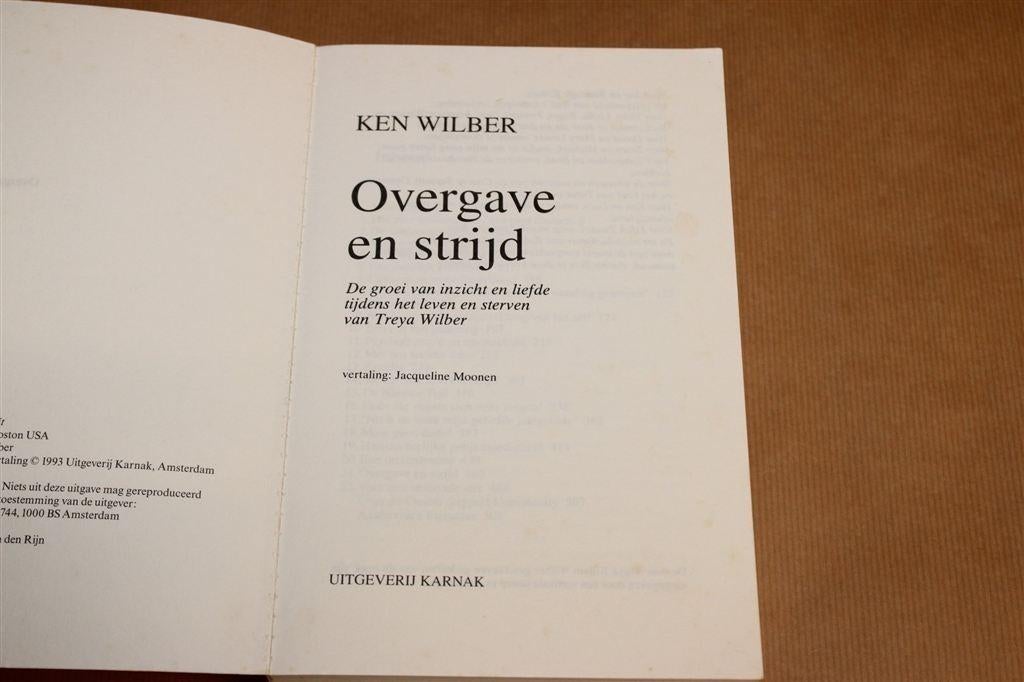 oston USA
ber
rtaling © 1993 Uitgeverij Karnak, Amsterdam
Niets uit deze uitgave mag gereproduceerd
toestemming van de uitgever:
744, 1000 BS Amsterdam
den Rijn
KEN WILBER
Overgave
en strijd
De groei van inzicht en liefde
tijdens het leven en sterven
van Treya Wilber
vertaling: Jacqueline Moonen
UITGEVERIJ KARNAK